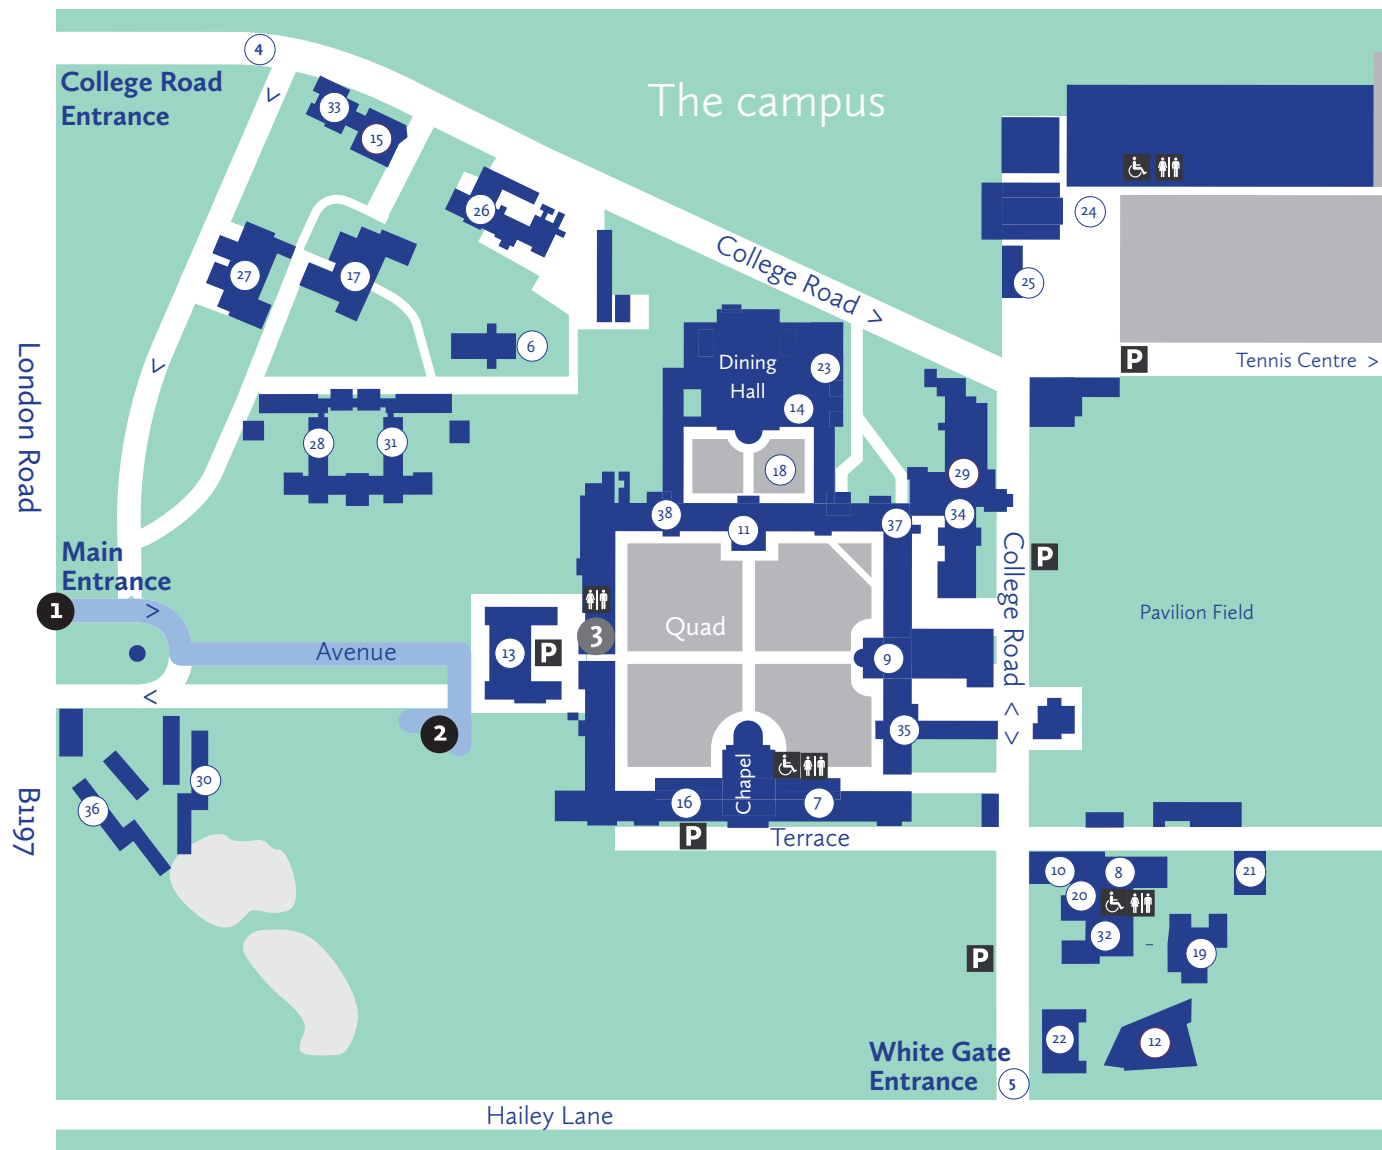 4
College Road
Entrance
The campus
33
15
26
24
27
17
College Road >
25
6
P
Tennis Centre >
Dining
Hall
23
14
London Road
28
31
18
29
38
11
37
34
Main
Entrance
College Road < >
P
1
>
Quad
Pavilion Field
3
Avenue
13
P
9
<
2
35
30
36
B1197
Chapel
16
7
P
Terrace
10
8
21
20
32
19
P
22
12
White Gate
Entrance
5
Hailey Lane